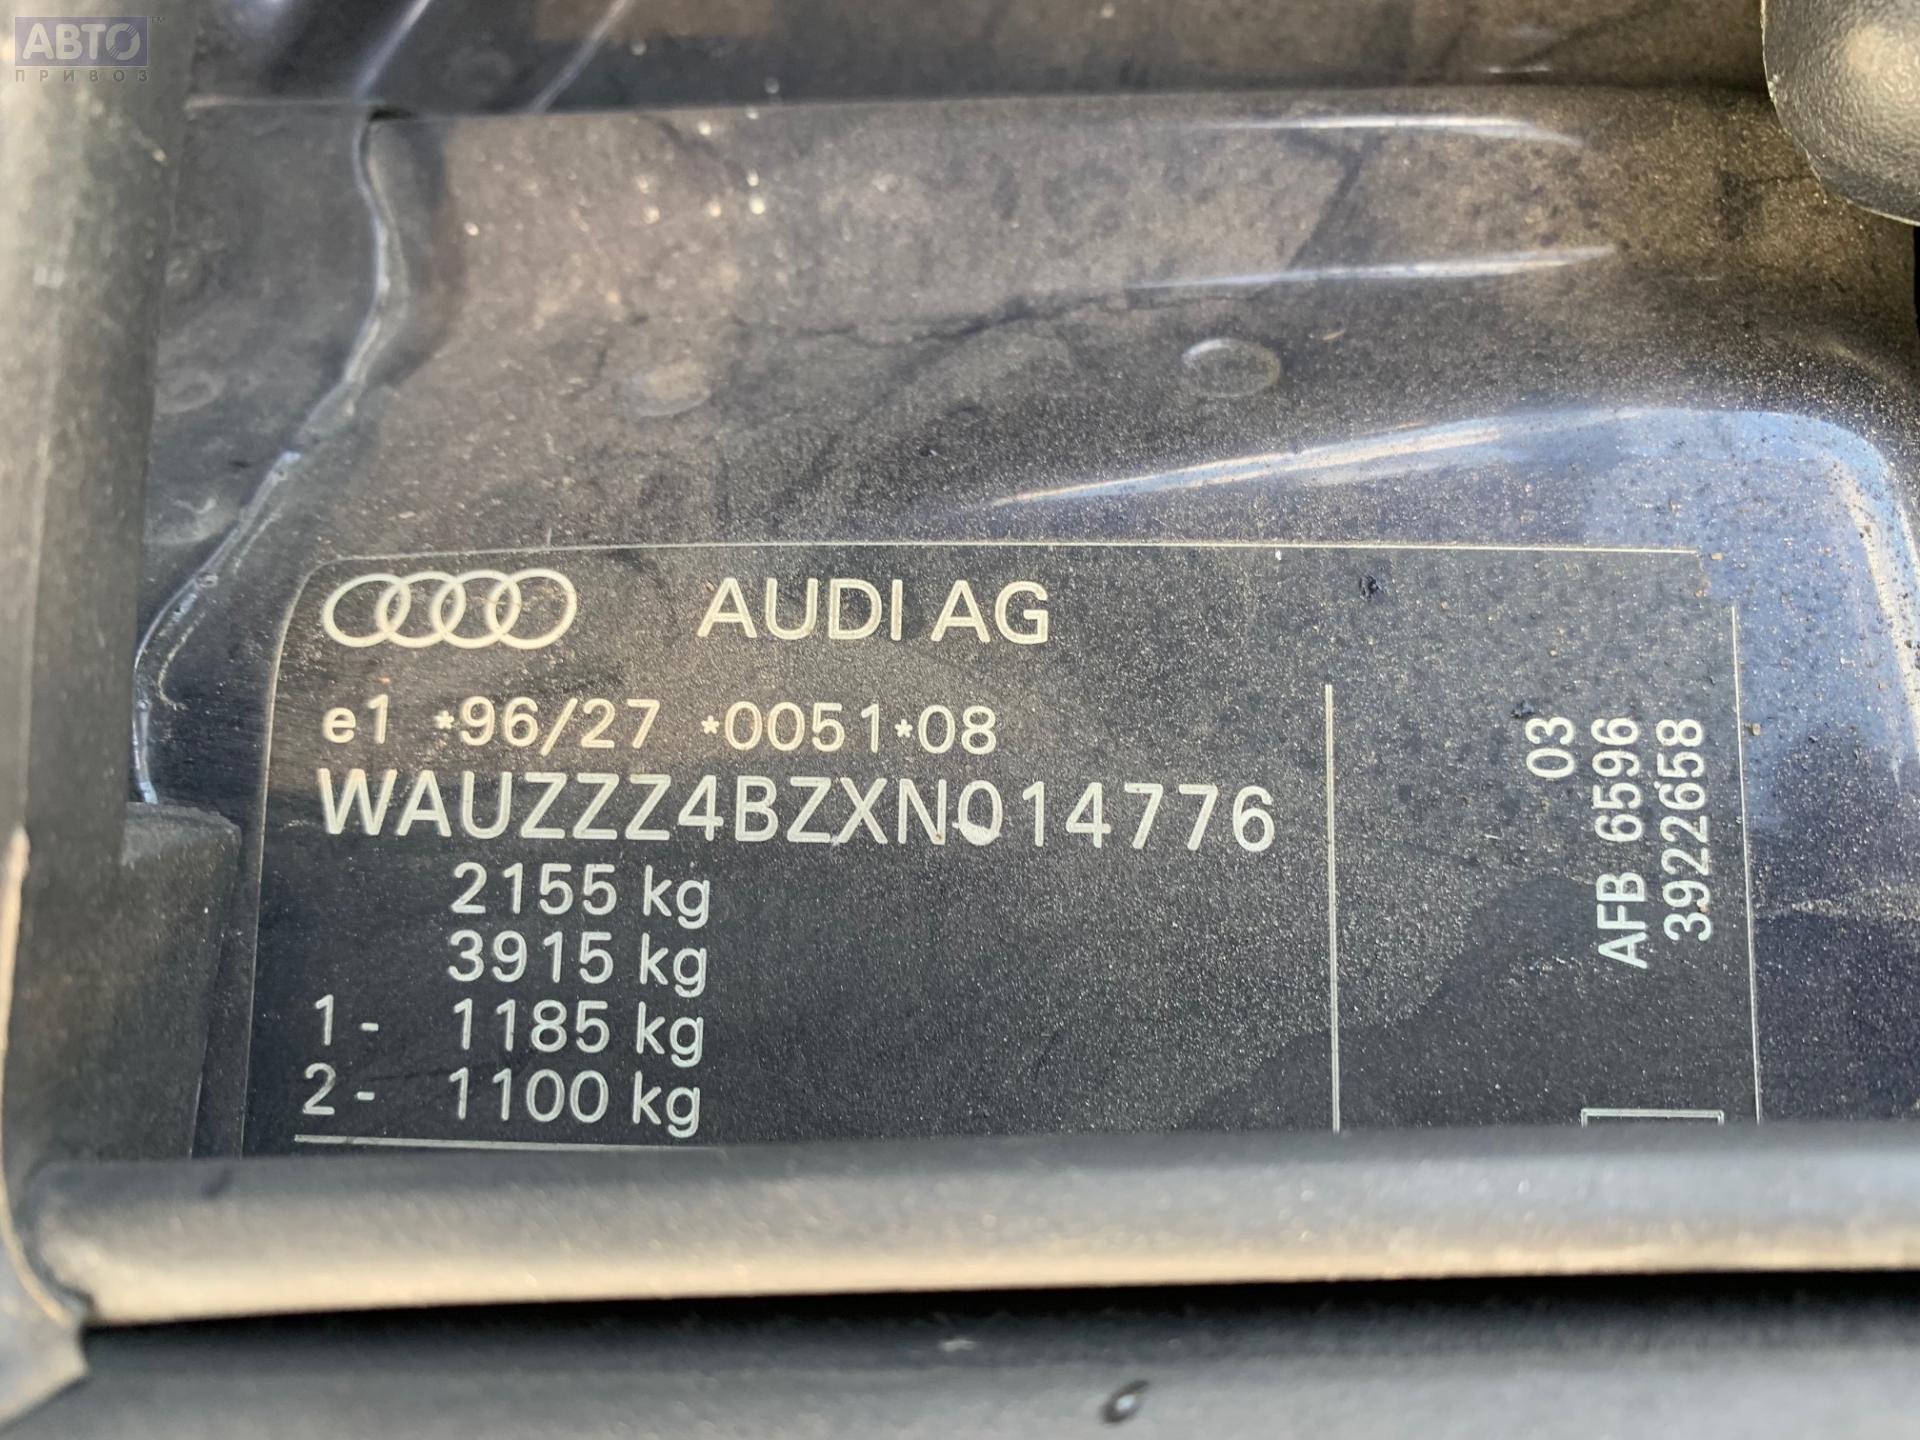 АВТО™
ПРИВОЗ
AUDI AG
e1 *96/27 *0051*08
WAUZZZ4BZXN014776
2155 kg
3915 kg
1- 1185 kg
2- 1100 kg
03
AFB 6596
3922658